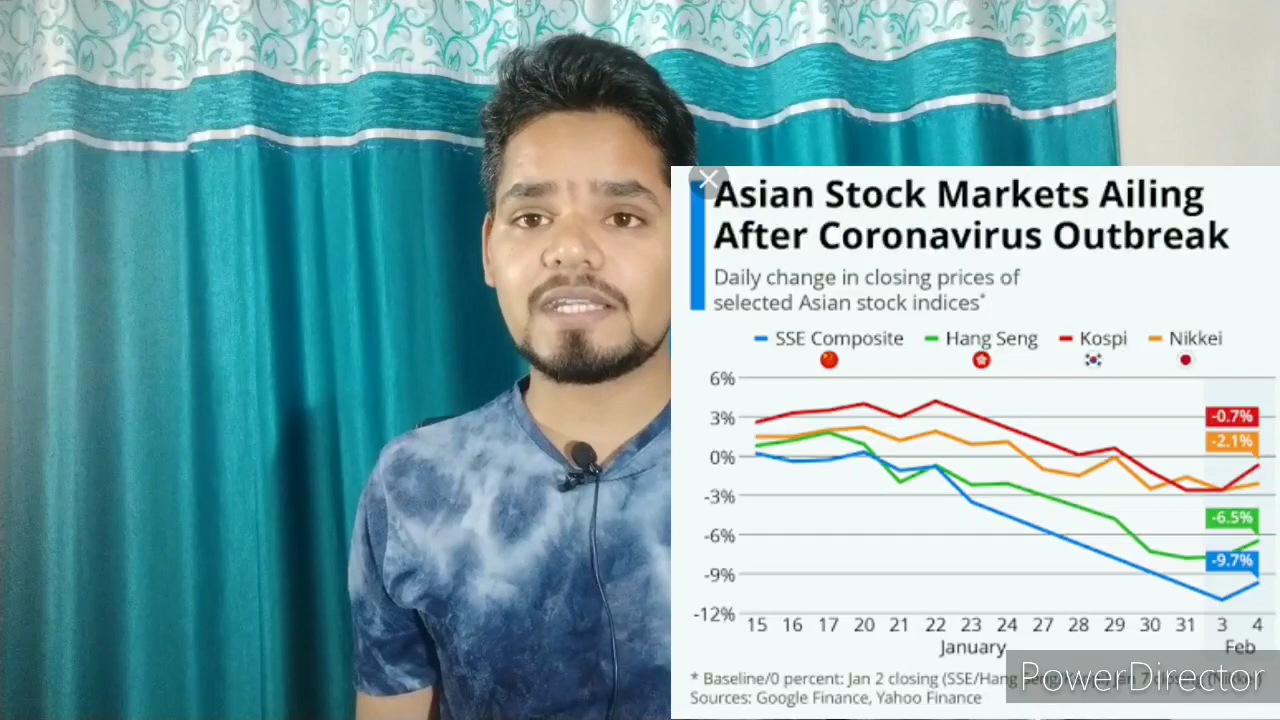 Asian Stock Markets Ailing
After Coronavirus Outbreak
Daily change in closing prices of
selected Asian stock indices*
SSE Composite Hang Seng Kospi Nikkei
6%
3%
0%
-3%
-6%
-9%
-12%
-0.7%
-2.1%
-6.5%
-9.7%
15 16 17 20 21 22 23 24 27 28 29 30 31 3 4
January Feb
* Baseline/0 percent: Jan 2 closing (SSE/Hang
Sources: Google Finance, Yahoo Finance
PowerDirector